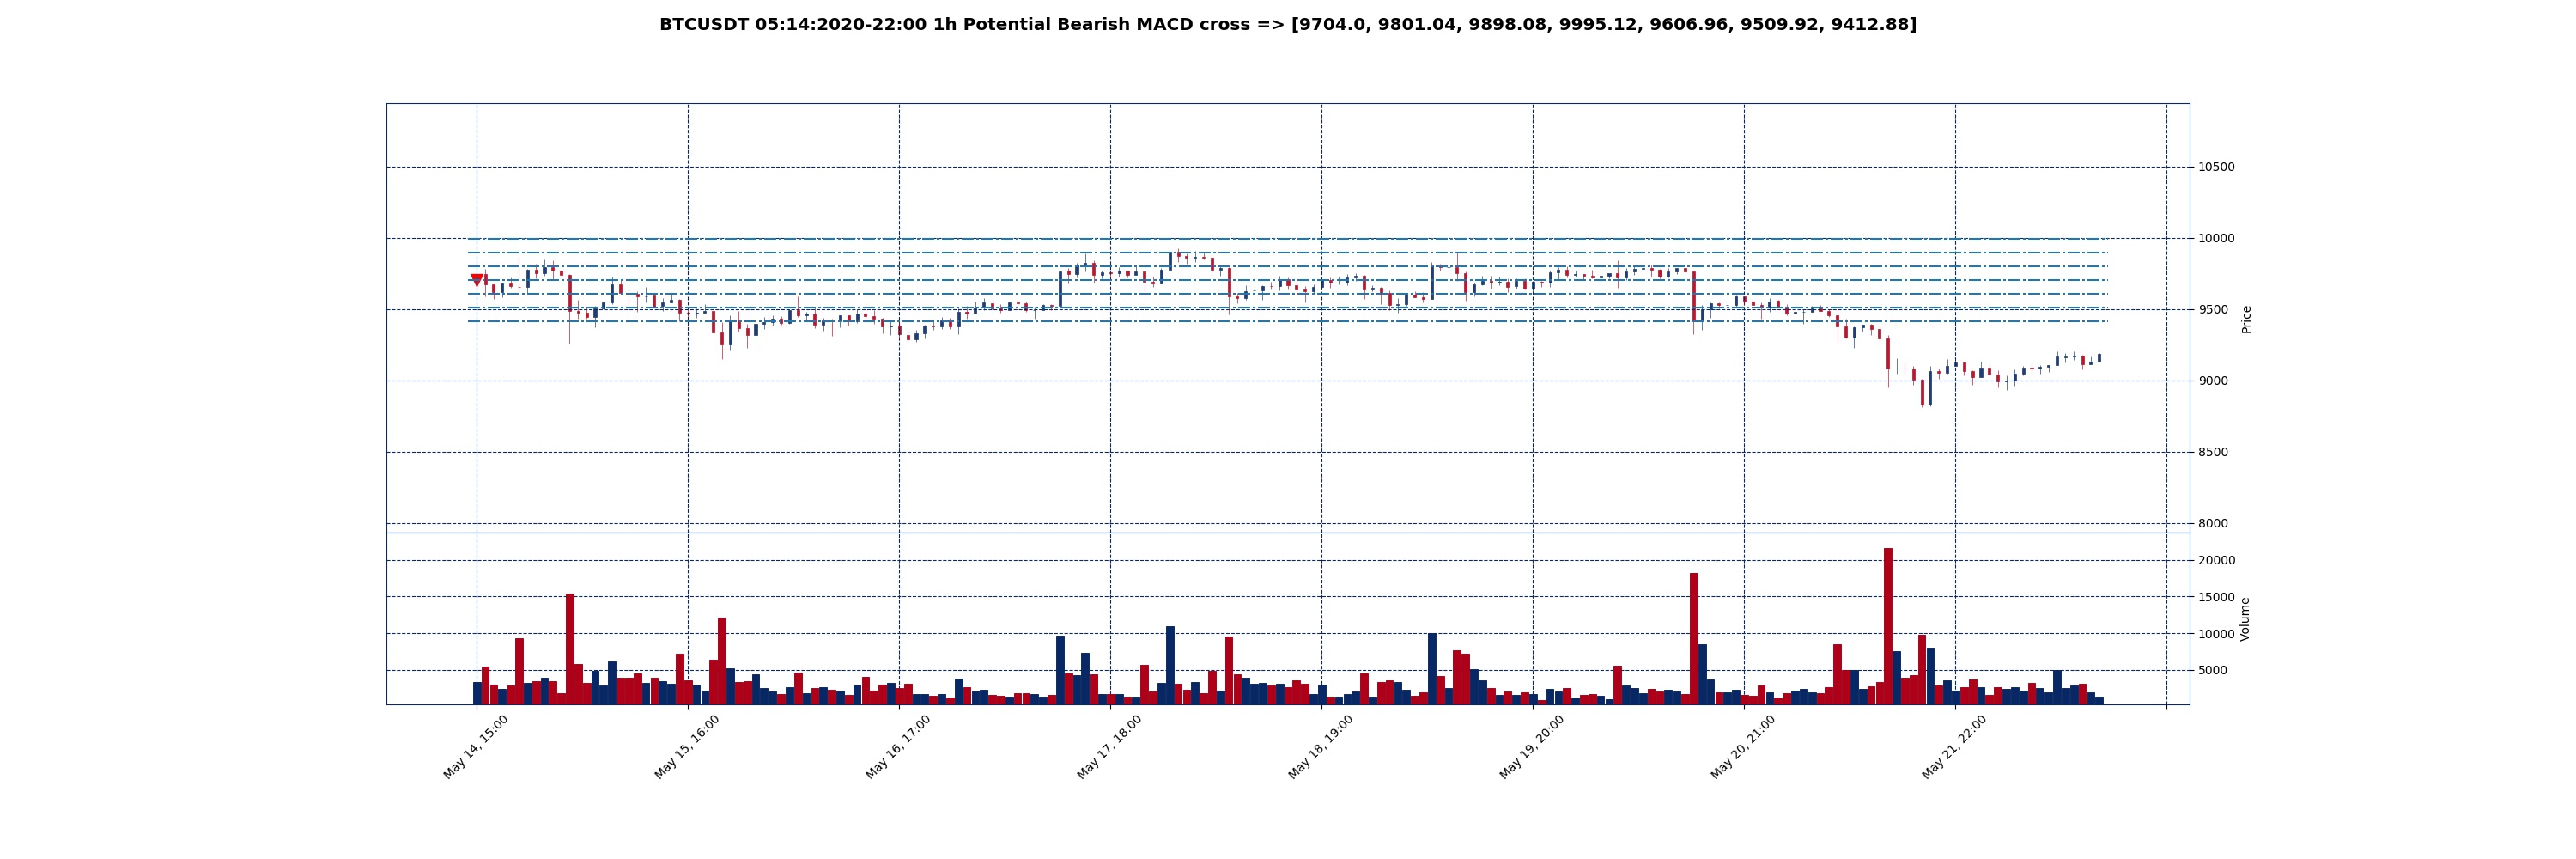 BTCUSDT 05:14:2020-22:00 1h Potential Bearish MACD cross => [9704.0, 9801.04, 9898.08, 9995.12, 9606.96, 9509.92, 9412.88]
10500
10000
9500
9000
8500
8000
Price
20000
15000
10000
5000
Volume
May 14, 15:00
May 15, 16:00
May 16, 17:00
May 17, 18:00
May 18, 19:00
May 19, 20:00
May 20, 21:00
May 21, 22:00